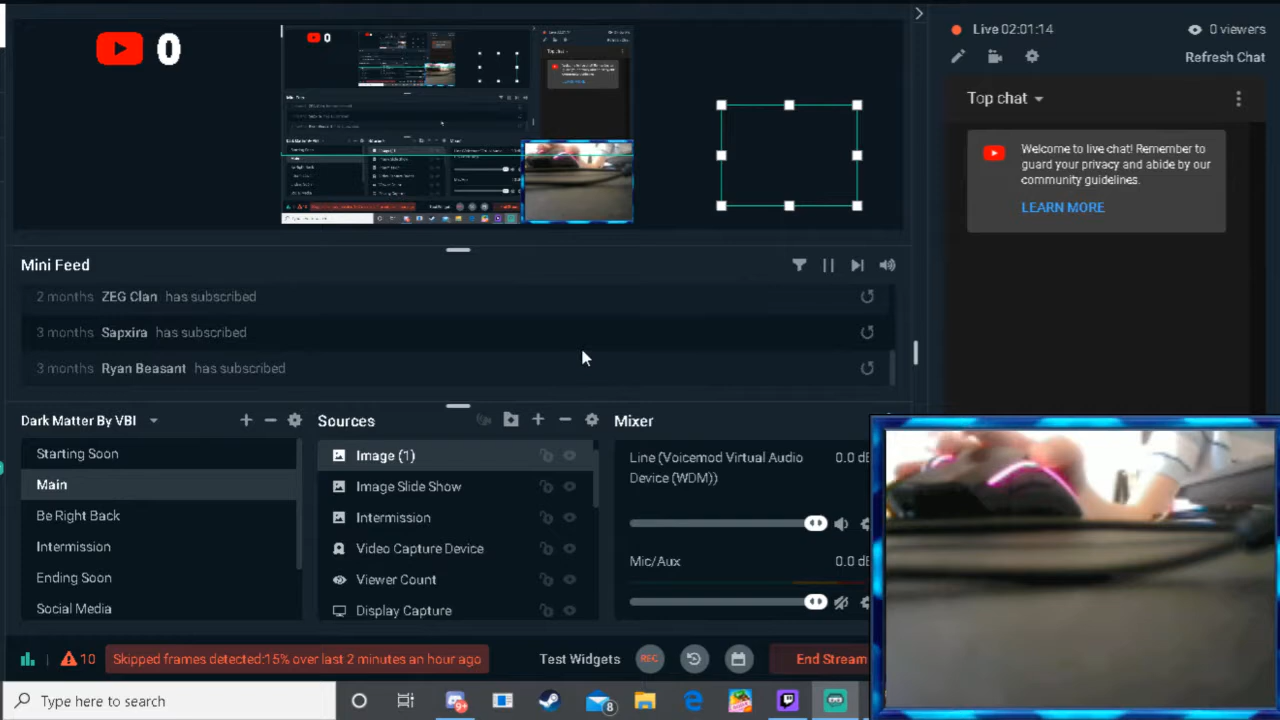 0
Live 02:01:14
0 viewers
Refresh Chat
Top chat
Welcome to live chat! Remember to
guard your privacy and abide by our
community guidelines.
LEARN MORE
Mini Feed
2 months ZEG Clan has subscribed
3 months Sapxira has subscribed
3 months Ryan Beasant has subscribed
Dark Matter By VBI
Starting Soon
Main
Be Right Back
Intermission
Ending Soon
Social Media
Sources
Image (1)
Image Slide Show
Intermission
Video Capture Device
Viewer Count
Display Capture
Mixer
Line (Voicemod Virtual Audio
Device (WDM))
0.0 dB
Mic/Aux
0.0 dB
10
Skipped frames detected:15% over last 2 minutes an hour ago
Test Widgets
REC
End Stream
Type here to search
9+
8